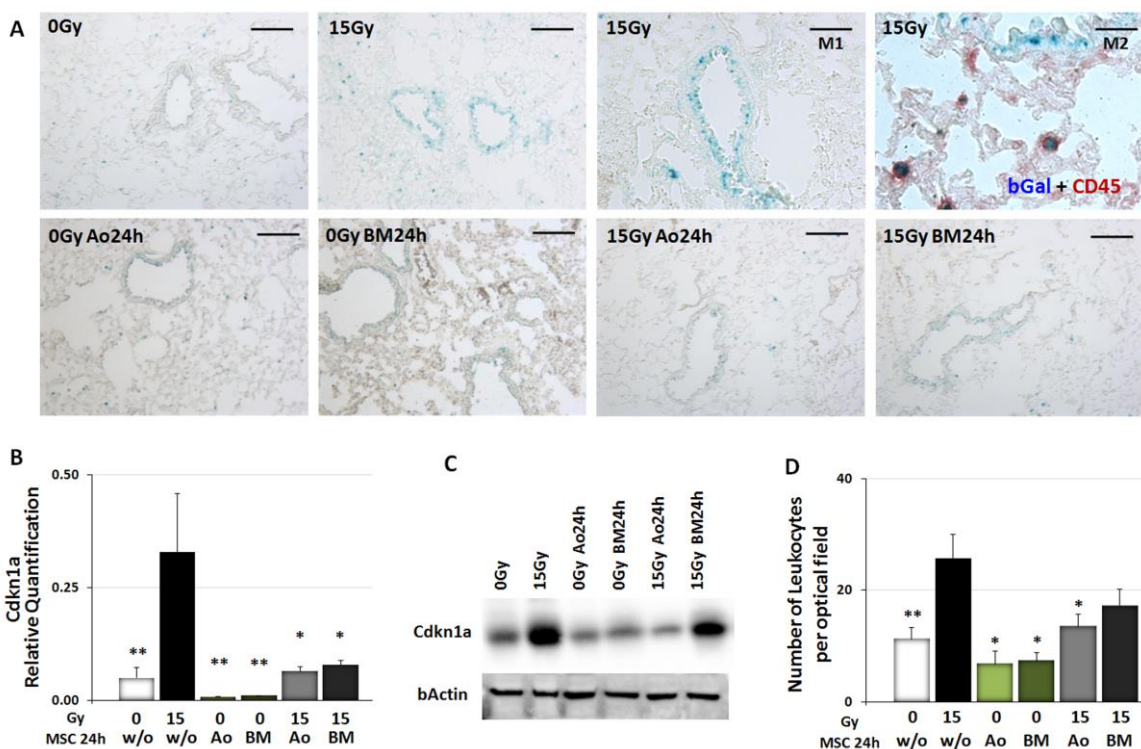 A
0Gy
15Gy
15Gy
M1
15Gy
M2
bGal + CD45
0Gy Ao24h
0Gy BM24h
15Gy Ao24h
15Gy BM24h
B
Cdkn1a
Relative Quantification
0.50
0.25
0.00
** ** ** * *
Gy 0 15 0 0 15 15
MSC 24h w/o w/o Ao BM Ao BM
C
0Gy
15Gy
0Gy Ao24h
0Gy BM24h
15Gy Ao24h
15Gy BM24h
Cdkn1a
bActin
D
Number of Leukocytes
per optical field
40
20
0
** * * *
Gy 0 15 0 0 15 15
MSC 24h w/o w/o Ao BM Ao BM